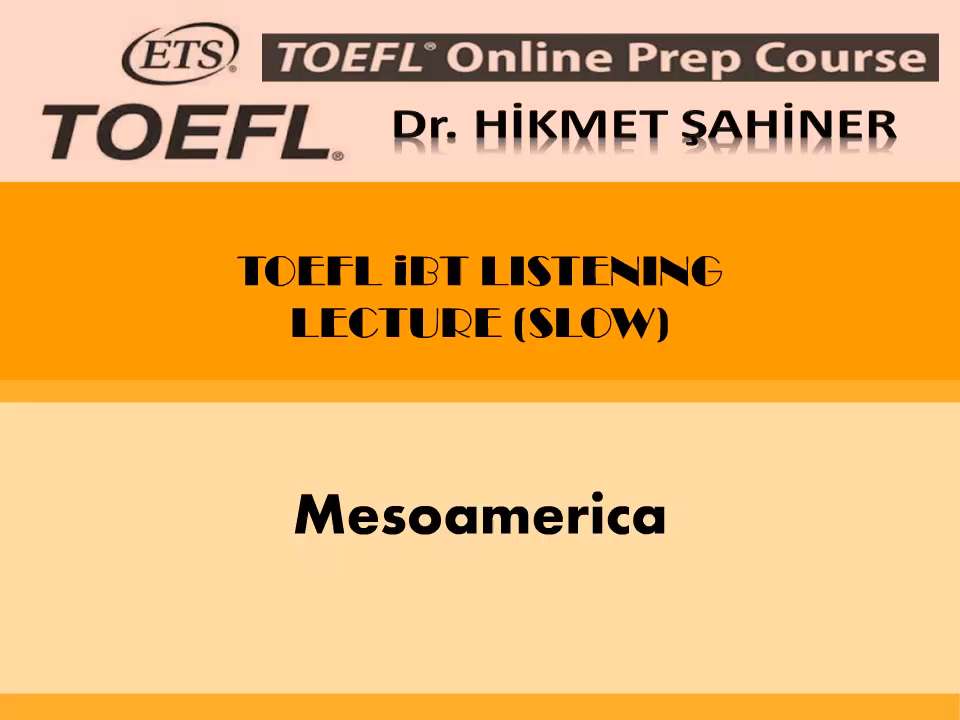 ETS® TOEFL® Online Prep Course
TOEFL® Dr. HİKMET ŞAHİNER
TOEFL iBT LISTENING
LECTURE (SLOW)
Mesoamerica